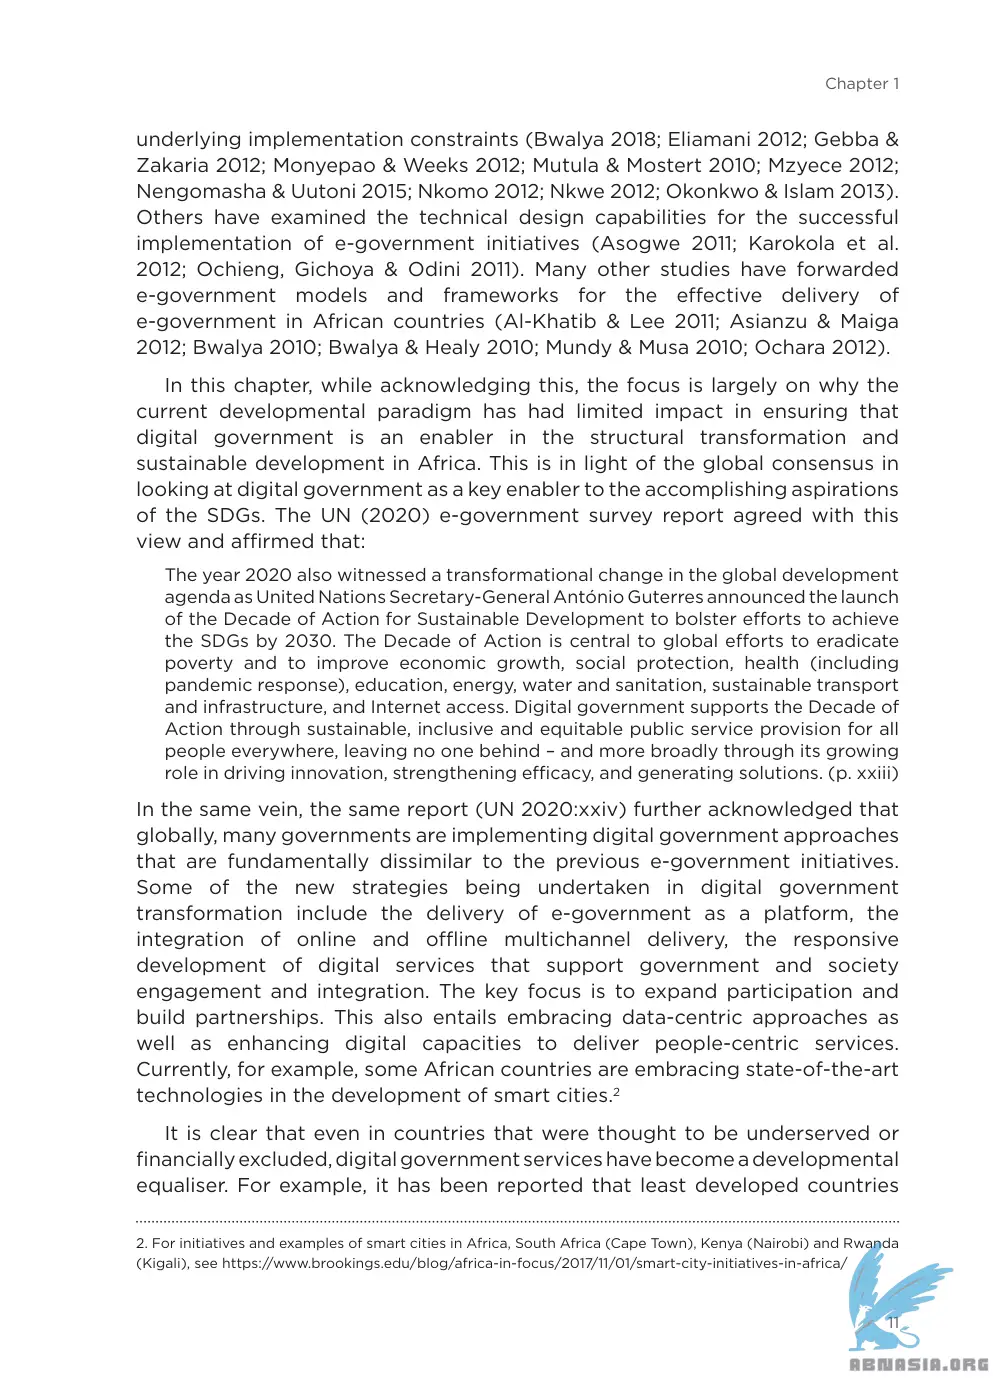 Chapter 1
underlying implementation constraints (Bwalya 2018; Eliamani 2012; Gebba &
Zakaria 2012; Monyepao & Weeks 2012; Mutula & Mostert 2010; Mzyece 2012;
Nengomasha & Uutoni 2015; Nkomo 2012; Nkwe 2012; Okonkwo & Islam 2013).
Others have examined the technical design capabilities for the successful
implementation of e-government initiatives (Asogwe 2011; Karokola et al.
2012; Ochieng, Gichoya & Odini 2011). Many other studies have forwarded
e-government models and frameworks for the effective delivery of
e-government in African countries (Al-Khatib & Lee 2011; Asianzu & Maiga
2012; Bwalya 2010; Bwalya & Healy 2010; Mundy & Musa 2010; Ochara 2012).
In this chapter, while acknowledging this, the focus is largely on why the
current developmental paradigm has had limited impact in ensuring that
digital government is an enabler in the structural transformation and
sustainable development in Africa. This is in light of the global consensus in
looking at digital government as a key enabler to the accomplishing aspirations
of the SDGs. The UN (2020) e-government survey report agreed with this
view and affirmed that:
The year 2020 also witnessed a transformational change in the global development
agenda as United Nations Secretary-General António Guterres announced the launch
of the Decade of Action for Sustainable Development to bolster efforts to achieve
the SDGs by 2030. The Decade of Action is central to global efforts to eradicate
poverty and to improve economic growth, social protection, health (including
pandemic response), education, energy, water and sanitation, sustainable transport
and infrastructure, and Internet access. Digital government supports the Decade of
Action through sustainable, inclusive and equitable public service provision for all
people everywhere, leaving no one behind – and more broadly through its growing
role in driving innovation, strengthening efficacy, and generating solutions. (p. xxiii)
In the same vein, the same report (UN 2020:xxiv) further acknowledged that
globally, many governments are implementing digital government approaches
that are fundamentally dissimilar to the previous e-government initiatives.
Some of the new strategies being undertaken in digital government
transformation include the delivery of e-government as a platform, the
integration of online and offline multichannel delivery, the responsive
development of digital services that support government and society
engagement and integration. The key focus is to expand participation and
build partnerships. This also entails embracing data-centric approaches as
well as enhancing digital capacities to deliver people-centric services.
Currently, for example, some African countries are embracing state-of-the-art
technologies in the development of smart cities.2
It is clear that even in countries that were thought to be underserved or
financially excluded, digital government services have become a developmental
equaliser. For example, it has been reported that least developed countries
2. For initiatives and examples of smart cities in Africa, South Africa (Cape Town), Kenya (Nairobi) and Rwanda
(Kigali), see https://www.brookings.edu/blog/africa-in-focus/2017/11/01/smart-city-initiatives-in-africa/
11
ABNASIA.ORG